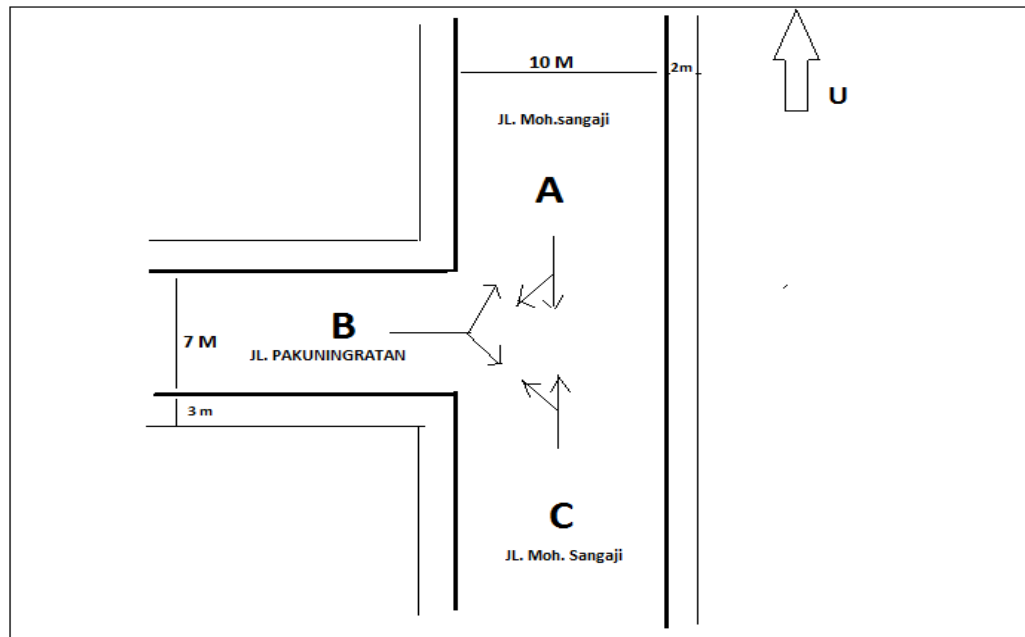 10 M
2m
JL. Moh.sangaji
U
A
B
7 M
JL. PAKUNINGRATAN
3 m
C
JL. Moh. Sangaji